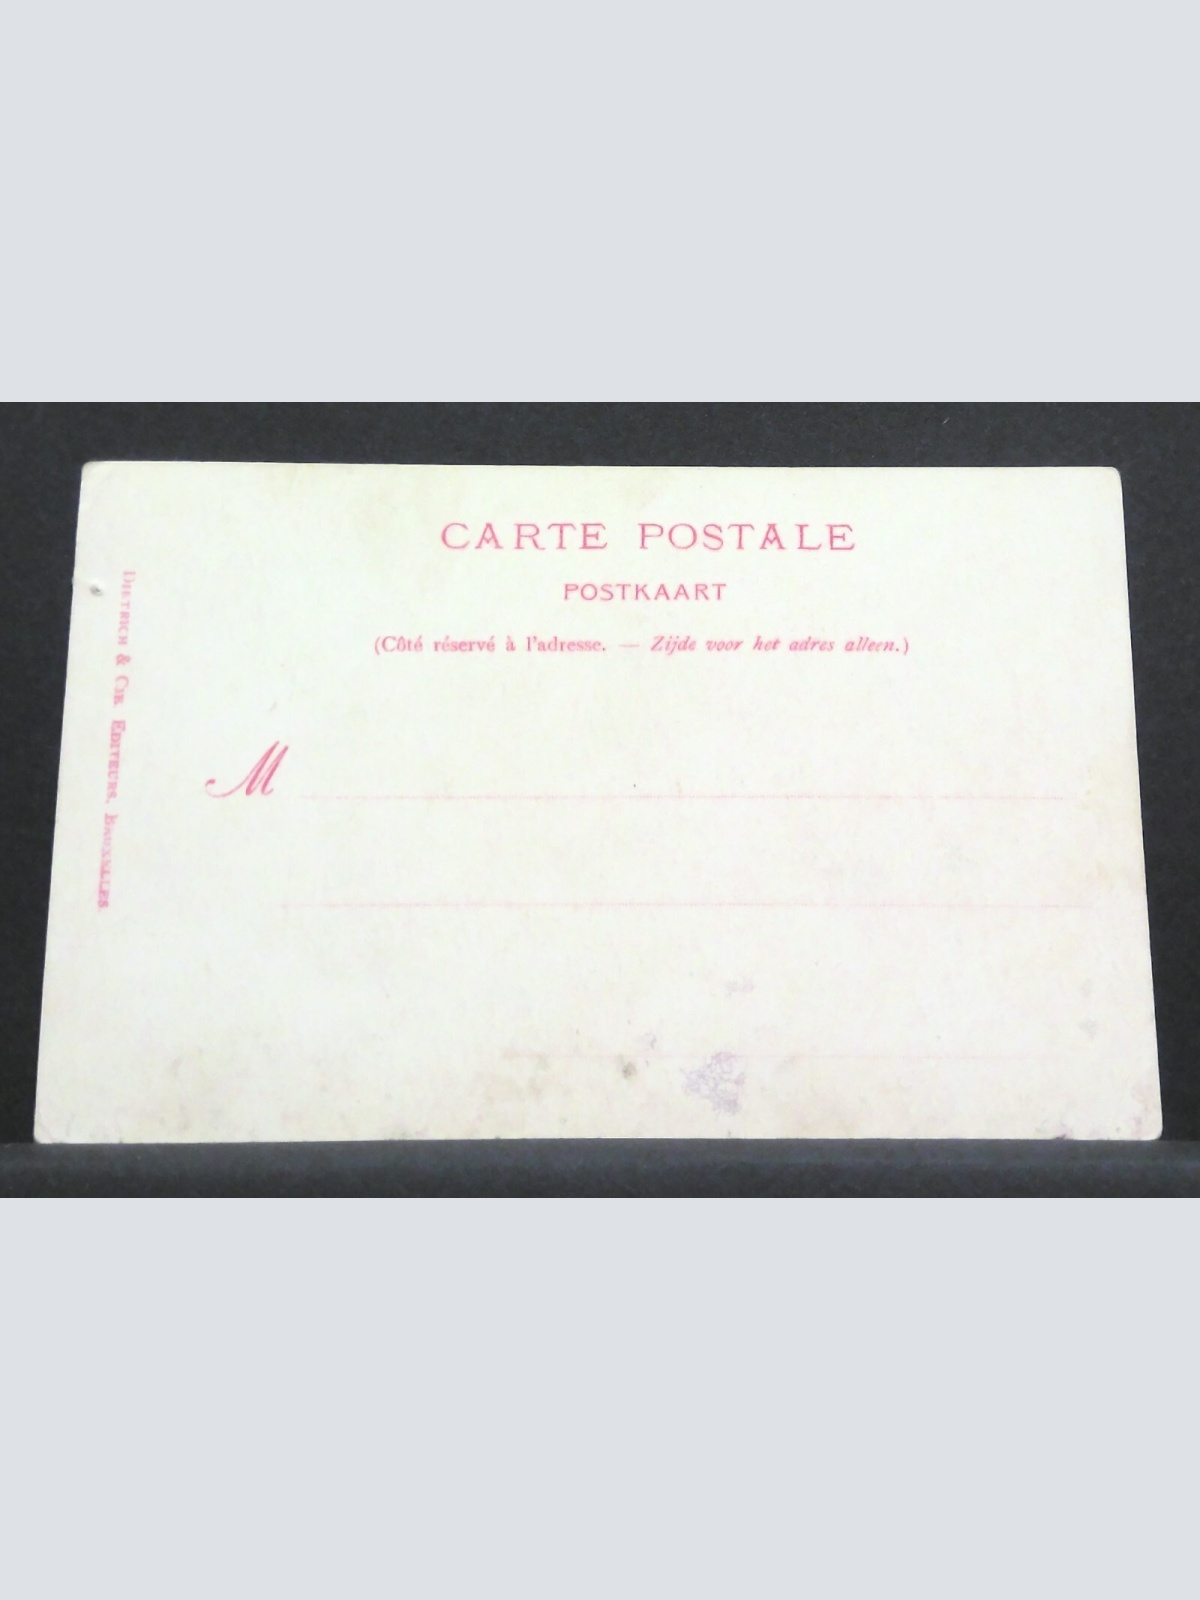 CARTE POSTALE
POSTKAART
(Côté réservé à l'adresse. — Zijde voor het adres alleen.)
M
DIETRICH & CIE. EDITEURS. BRUXELLES.